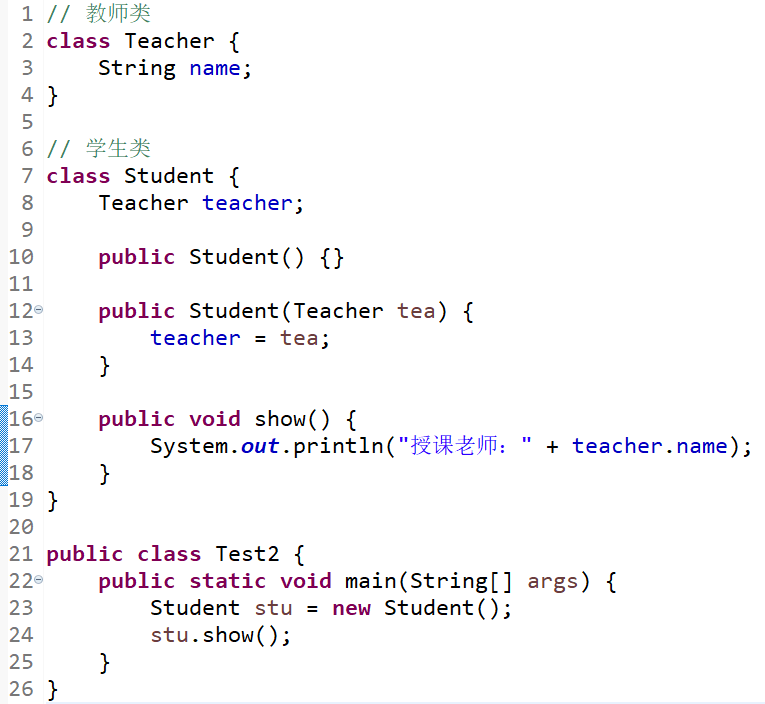 1 // 教师类
2 class Teacher {
3     String name;
4 }
5
6 // 学生类
7 class Student {
8     Teacher teacher;
9
10     public Student() {}
11
12     public Student(Teacher tea) {
13         teacher = tea;
14     }
15
16     public void show() {
17         System.out.println("授课老师：" + teacher.name);
18     }
19 }
20
21 public class Test2 {
22     public static void main(String[] args) {
23         Student stu = new Student();
24         stu.show();
25     }
26 }